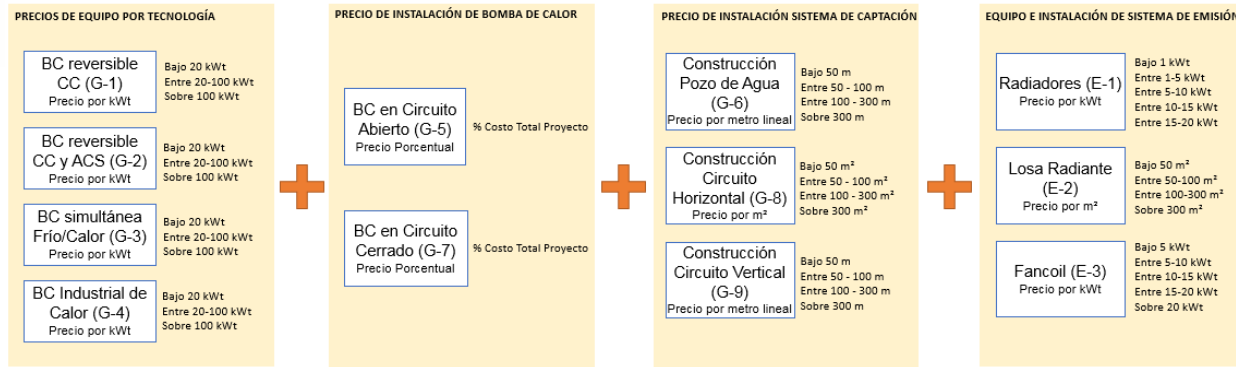 PRECIOS DE EQUIPO POR TECNOLOGÍA
BC reversible
CC (G-1)
Precio por kWt
Bajo 20 kWt
Entre 20-100 kWt
Sobre 100 kWt
BC reversible
CC y ACS (G-2)
Precio por kWt
Bajo 20 kWt
Entre 20-100 kWt
Sobre 100 kWt
BC simultánea
Frío/Calor (G-3)
Precio por kWt
Bajo 20 kWt
Entre 20-100 kWt
Sobre 100 kWt
BC Industrial de
Calor (G-4)
Precio por kWt
Bajo 20 kWt
Entre 20-100 kWt
Sobre 100 kWt
PRECIO DE INSTALACIÓN DE BOMBA DE CALOR
BC en Circuito
Abierto (G-5)
Precio Porcentual
% Costo Total Proyecto
BC en Circuito
Cerrado (G-7)
Precio Porcentual
% Costo Total Proyecto
PRECIO DE INSTALACIÓN SISTEMA DE CAPTACIÓN
Construcción
Pozo de Agua
(G-6)
Precio por metro lineal
Bajo 50 m
Entre 50 - 100 m
Entre 100 - 300 m
Sobre 300 m
Construcción
Circuito
Horizontal (G-8)
Precio por m²
Bajo 50 m²
Entre 50 - 100 m²
Entre 100 - 300 m²
Sobre 300 m²
Construcción
Circuito Vertical
(G-9)
Precio por metro lineal
Bajo 50 m
Entre 50 - 100 m
Entre 100 - 300 m
Sobre 300 m
EQUIPO E INSTALACIÓN DE SISTEMA DE EMISIÓN
Radiadores (E-1)
Precio por kWt
Bajo 1 kWt
Entre 1-5 kWt
Entre 5-10 kWt
Entre 10-15 kWt
Entre 15-20 kWt
Losa Radiante
(E-2)
Precio por m²
Bajo 50 m²
Entre 50-100 m²
Entre 100-300 m²
Sobre 300 m²
Fancoil (E-3)
Precio por kWt
Bajo 5 kWt
Entre 5-10 kWt
Entre 10-15 kWt
Entre 15-20 kWt
Sobre 20 kWt